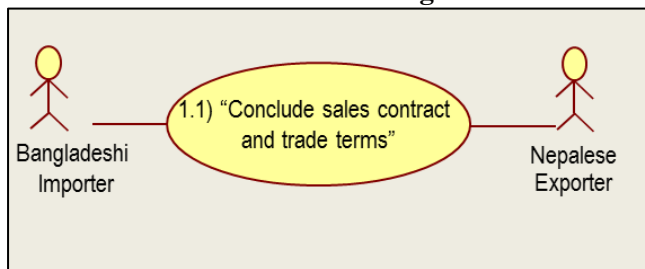 1.1) “Conclude sales contract
and trade terms”
Bangladeshi
Importer
Nepalese
Exporter